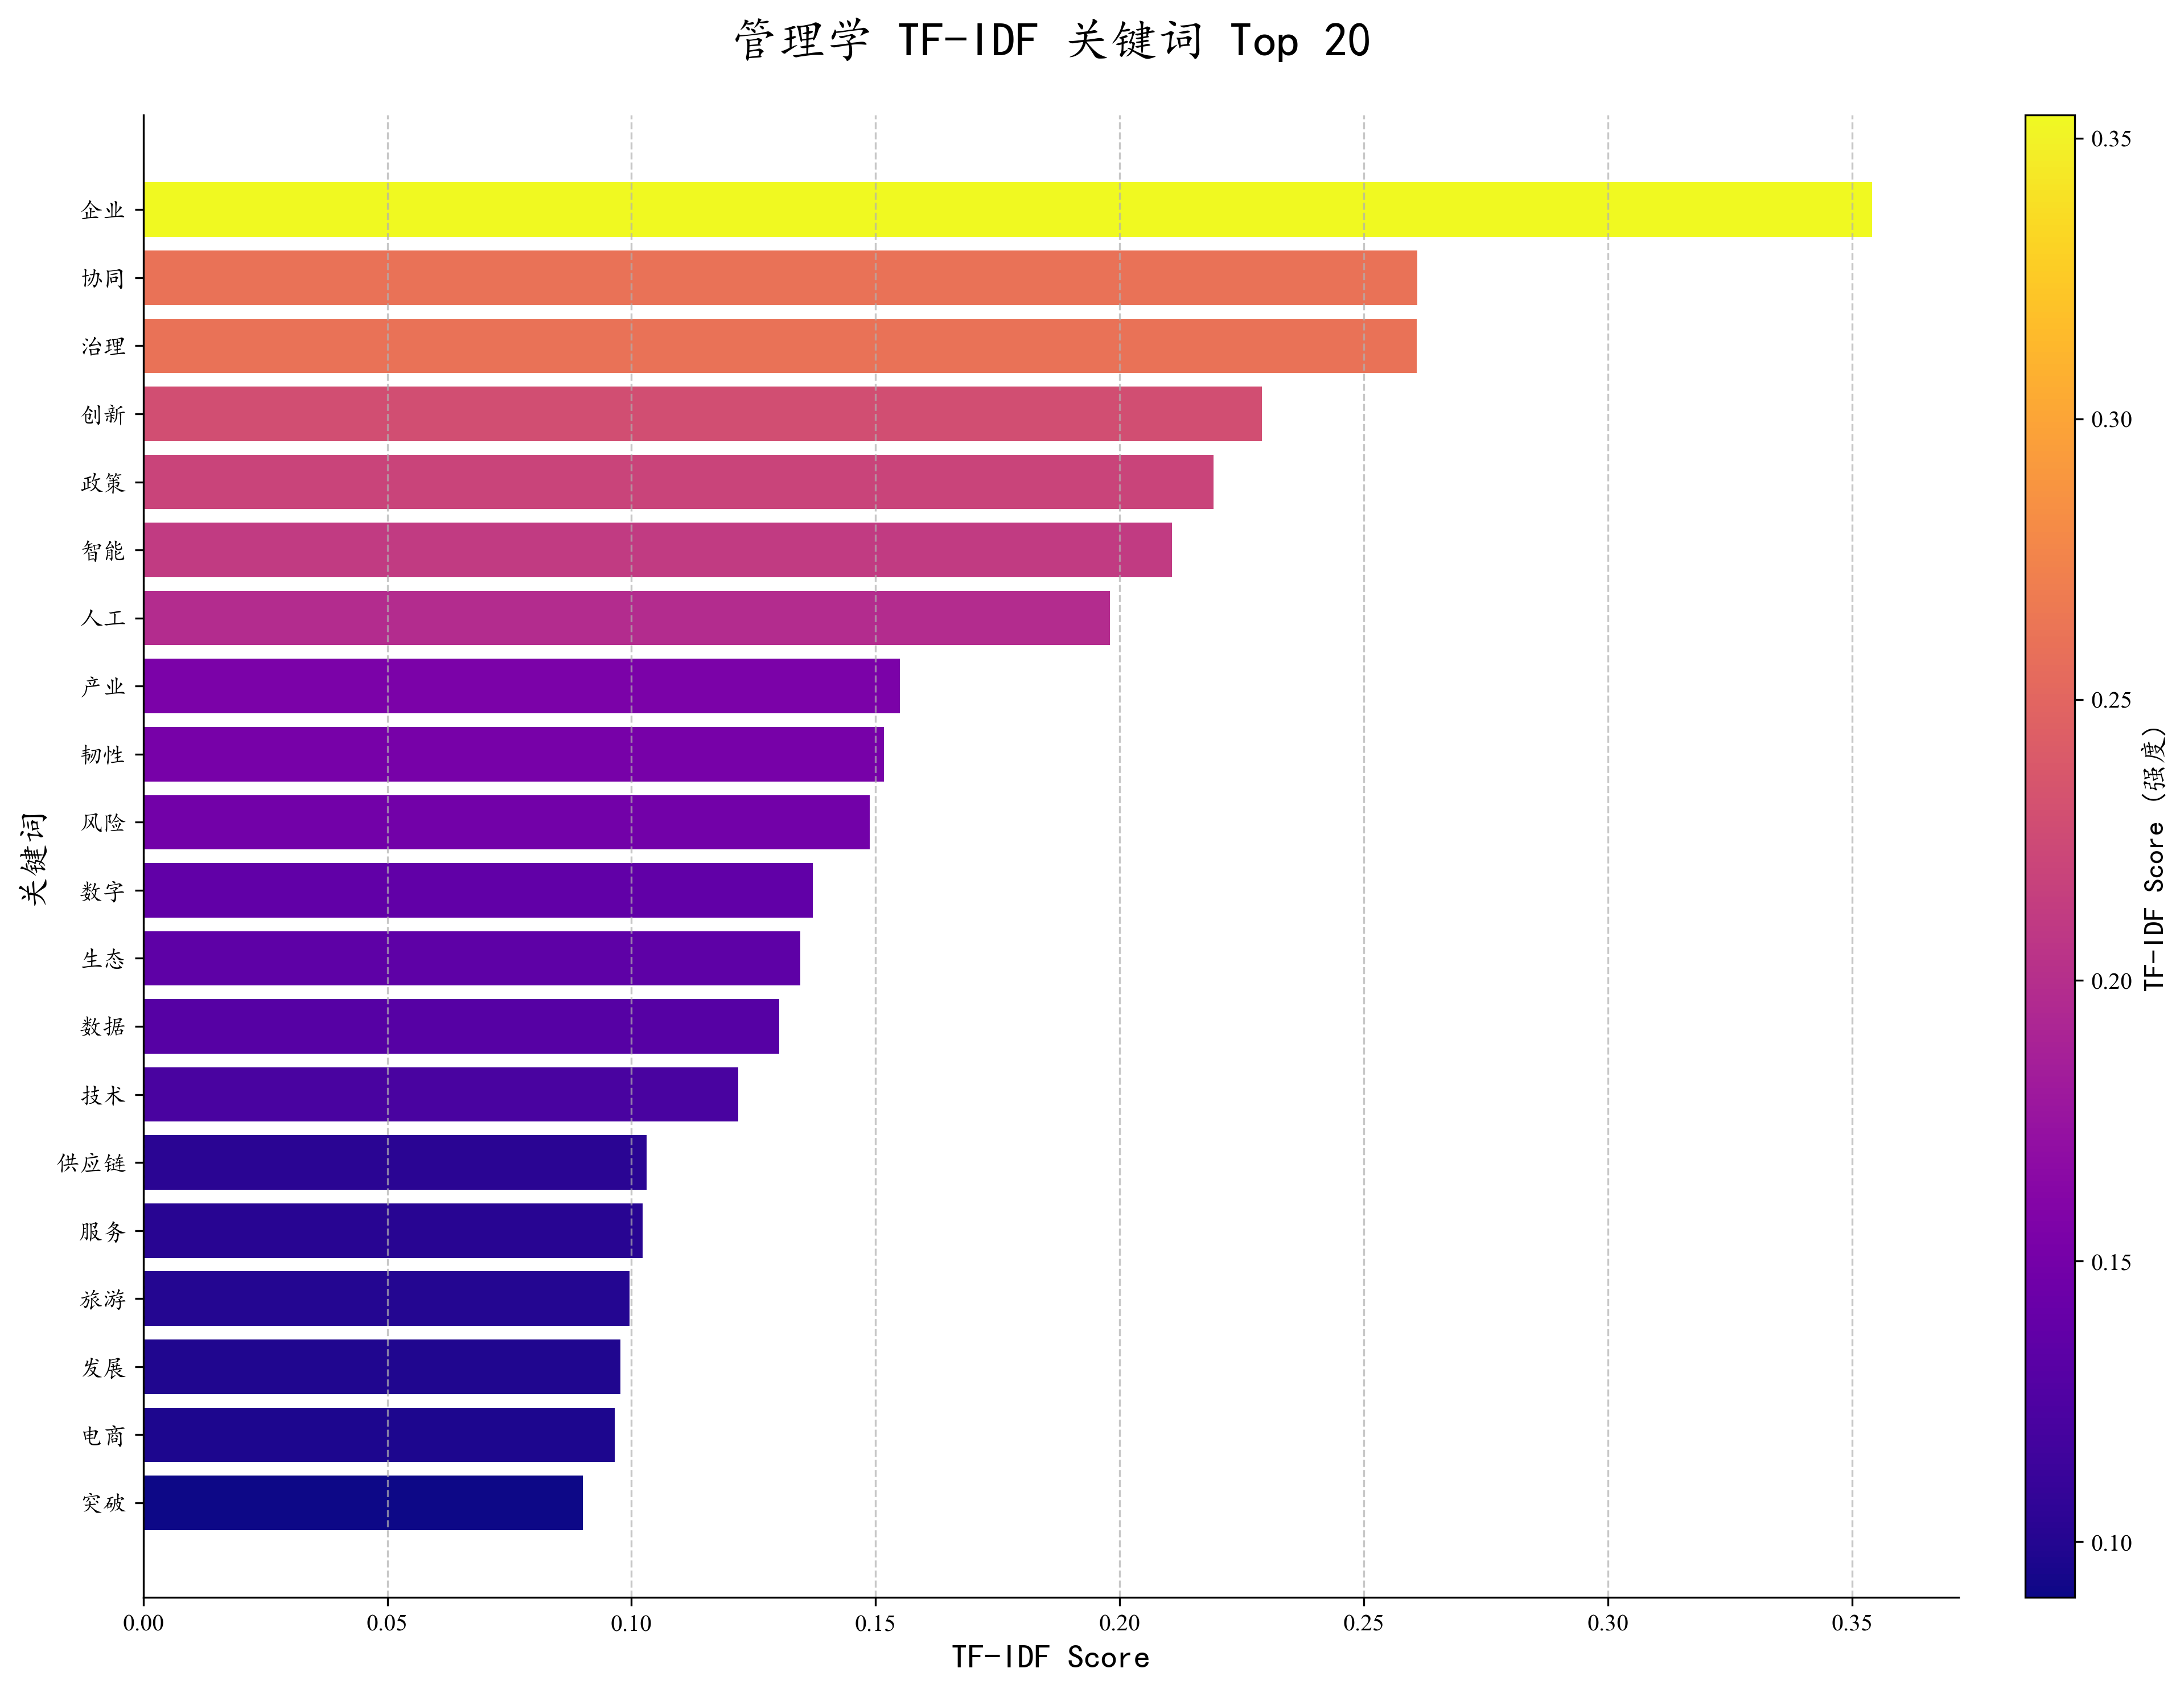 管理学 TF-IDF 关键词 Top 20
关键词
企业
协同
治理
创新
政策
智能
人工
产业
韧性
风险
数字
生态
数据
技术
供应链
服务
旅游
发展
电商
突破
0.00 0.05 0.10 0.15 0.20 0.25 0.30 0.35
TF-IDF Score
0.35
0.30
0.25
0.20
0.15
0.10
TF-IDF Score (强度)